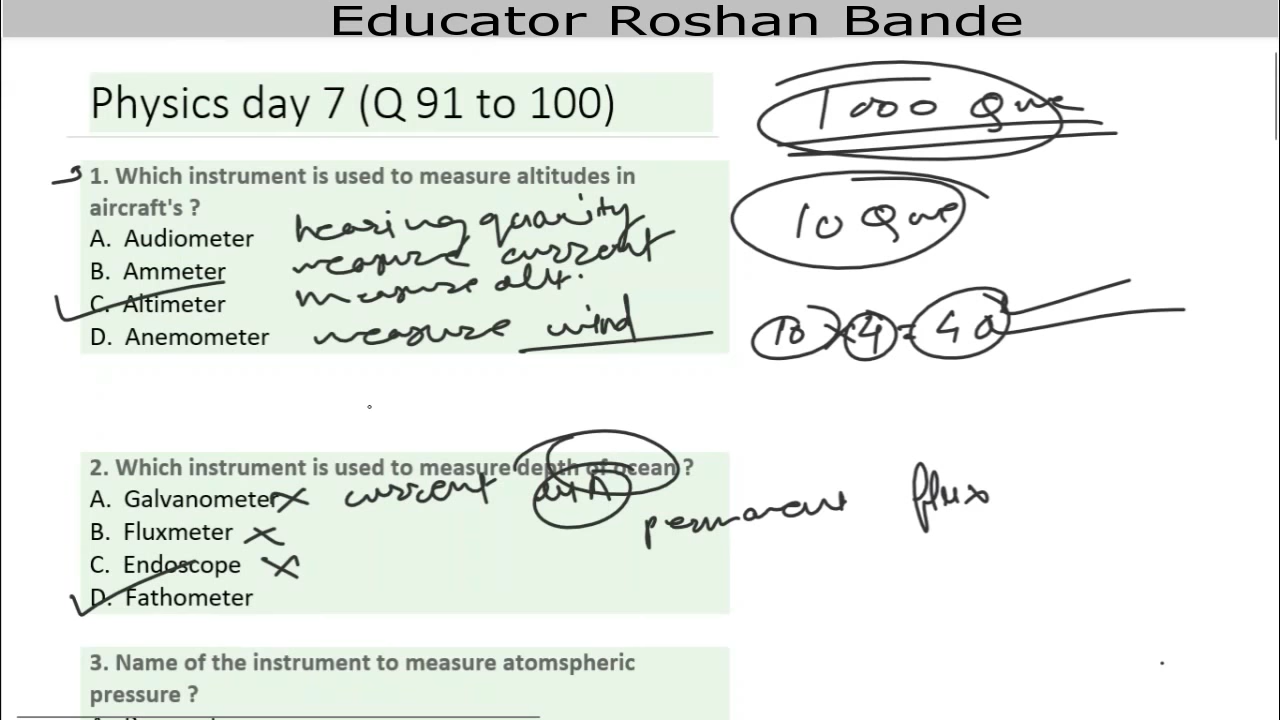 Educator Roshan Bande
Physics day 7 (Q 91 to 100)
1000 Que
1. Which instrument is used to measure altitudes in
aircraft's ?
10 Que
A. Audiometer hearing quanity
B. Ammeter measure current
C. Altimeter measure alt.
D. Anemometer measure wind
10 x 4 = 40
2. Which instrument is used to measure depth of ocean ?
A. Galvanometer current
permanent flux
B. Fluxmeter
C. Endoscope
D. Fathometer
3. Name of the instrument to measure atomspheric
pressure ?